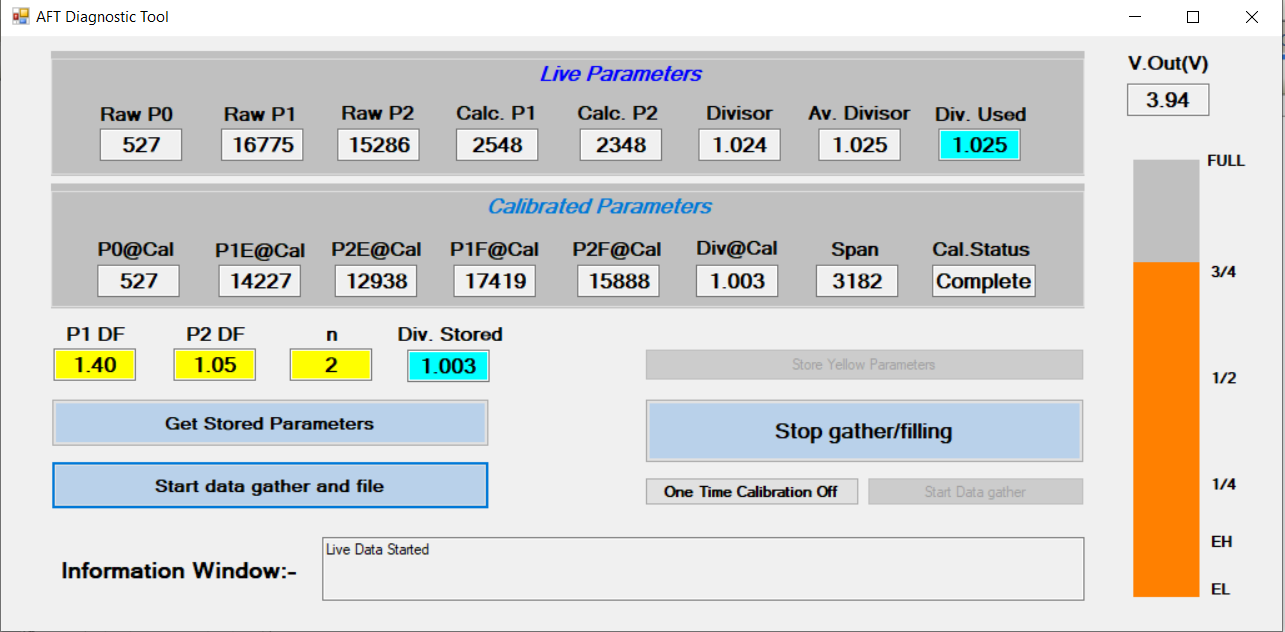 AFT Diagnostic Tool
Live Parameters
Raw P0 Raw P1 Raw P2 Calc. P1 Calc. P2 Divisor Av. Divisor Div. Used
527 16775 15286 2548 2348 1.024 1.025 1.025
Calibrated Parameters
P0@Cal P1E@Cal P2E@Cal P1F@Cal P2F@Cal Div@Cal Span Cal.Status
527 14227 12938 17419 15888 1.003 3182 Complete
P1 DF P2 DF n Div. Stored
1.40 1.05 2 1.003
Store Yellow Parameters
Get Stored Parameters
Stop gather/filling
Start data gather and file
One Time Calibration Off
Start Data gather
Information Window:-
Live Data Started
V.Out(V)
3.94
FULL
3/4
1/2
1/4
EH
EL